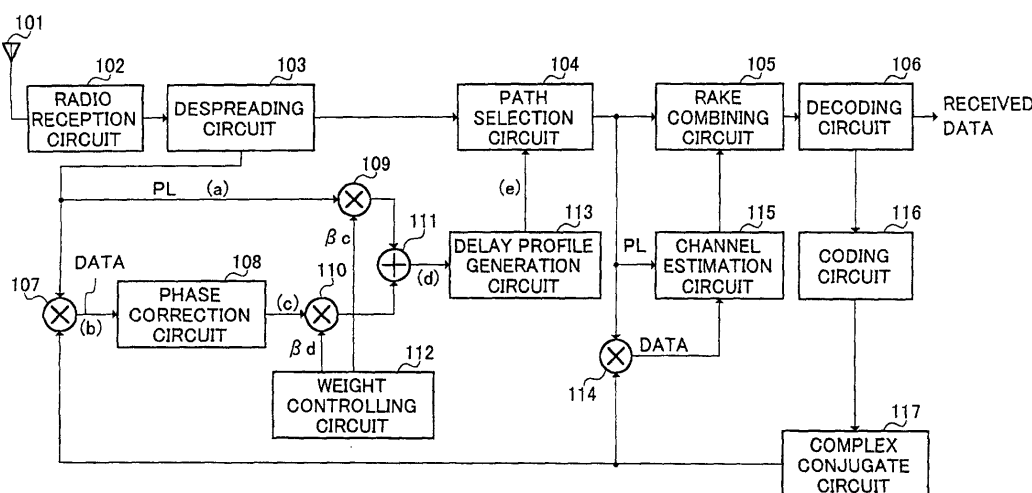 101
102
103
104
105
106
RADIO
RECEPTION
CIRCUIT
DESPREADING
CIRCUIT
PATH
SELECTION
CIRCUIT
RAKE
COMBINING
CIRCUIT
DECODING
CIRCUIT
RECEIVED
DATA
PL (a)
109
(e)
βc
111
113
115
116
DELAY PROFILE
GENERATION
CIRCUIT
PL
CHANNEL
ESTIMATION
CIRCUIT
CODING
CIRCUIT
DATA
107
108
110
(d)
PHASE
CORRECTION
CIRCUIT
(b)
(c)
βd
112
WEIGHT
CONTROLLING
CIRCUIT
DATA
114
117
COMPLEX
CONJUGATE
CIRCUIT